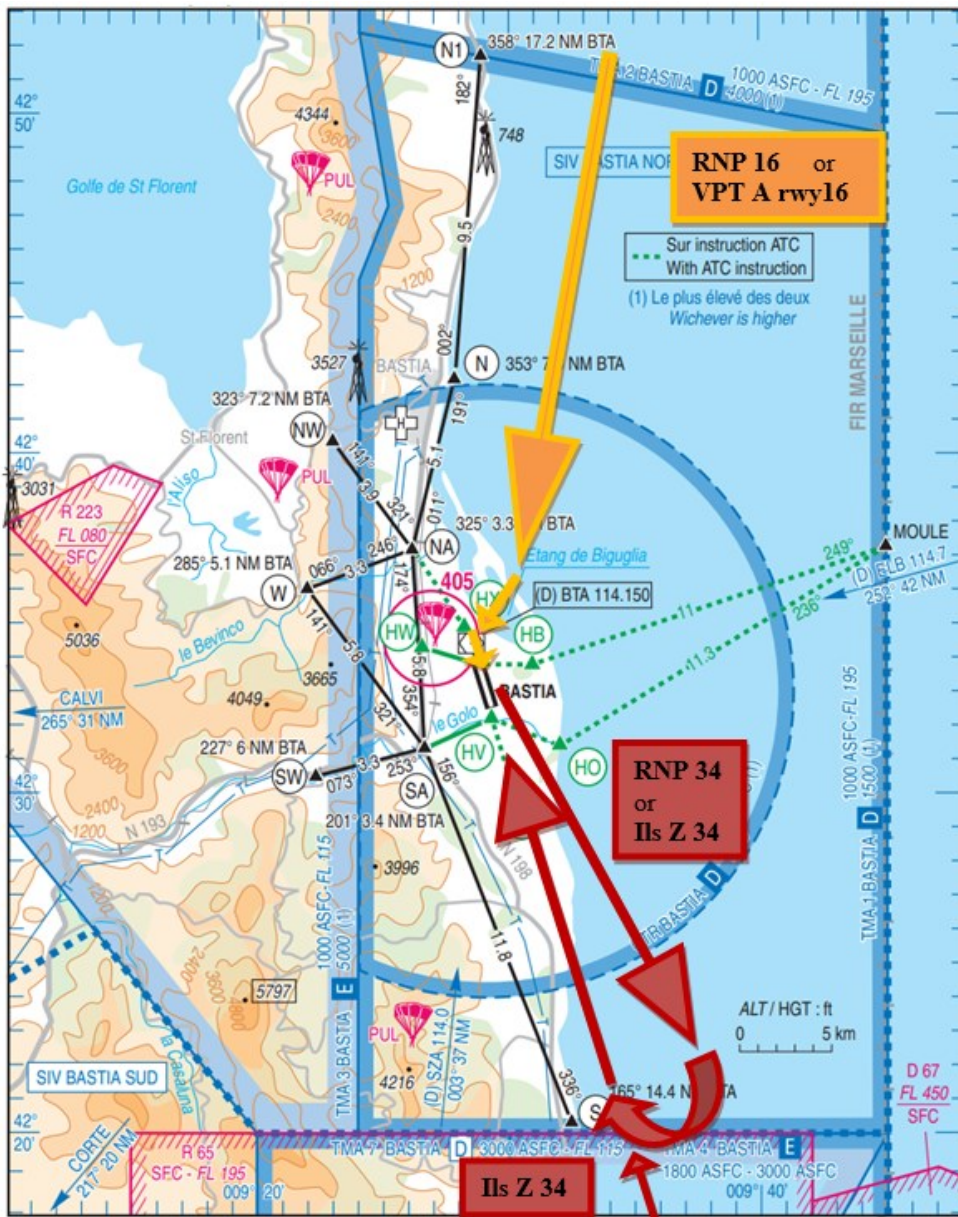 N1
358° 17.2 NM BTA
TMA 2 BASTIA D
1000 ASFC - FL 195
4000 (1)
42°
50'
4344
3600
182°
748
PUL
SIV BASTIA NOR
RNP 16 or
VPT A rwy16
Golfe de St Florent
2400
1200
9.5
Sur instruction ATC
With ATC instruction
(1) Le plus élevé des deux
Wichever is higher
002°
3527
BASTIA
N
353° 7. NM BTA
FIR MARSEILLE
323° 7.2 NM BTA
191°
NW
H
St Florent
42°
40'
141°
3.9
321°
5.1
011°
3031
PUL
l'Aliso
R 223
FL 080
SFC
325° 3.3 BTA
MOULE
285° 5.1 NM BTA
246°
NA
Etang de Biguglia
249°
(D) ELB 114.7
252° 42 NM
066°
3.3
W
174°
405
HX
(D) BTA 114.150
236°
11
5036
le Bevinco
141°
5.8
HW
HB
11.3
3665
5.8
BASTIA
4049
CALVI
265° 31 NM
354°
321°
le Golo
227° 6 NM BTA
3600
HV
HO
SW
073°
3.3
253°
SA
156°
RNP 34
or
Ils Z 34
42°
30'
2400
1200
N 193
201° 3.4 NM BTA
N 198
1000 ASFC-FL 195
1500 (1)
3996
1000 ASFC-FL 115
5000 (1)
TR BASTIA D
TMA 1 BASTIA D
11.8
2400
3600
4800
5797
E
TMA 3 BASTIA
ALT / HGT : ft
0 5 km
PUL
(D) SZA 114.0
003° 37 NM
la Casaluna
SIV BASTIA SUD
4216
336°
165° 14.4 N TA
S
D 67
FL 450
SFC
42°
20'
CORTE
217° 20 NM
R 65
SFC - FL 195
TMA 7 BASTIA D 3000 ASFC - FL 115
TMA 4 BASTIA E
1800 ASFC - 3000 ASFC
009° 20'
Ils Z 34
009° 40'